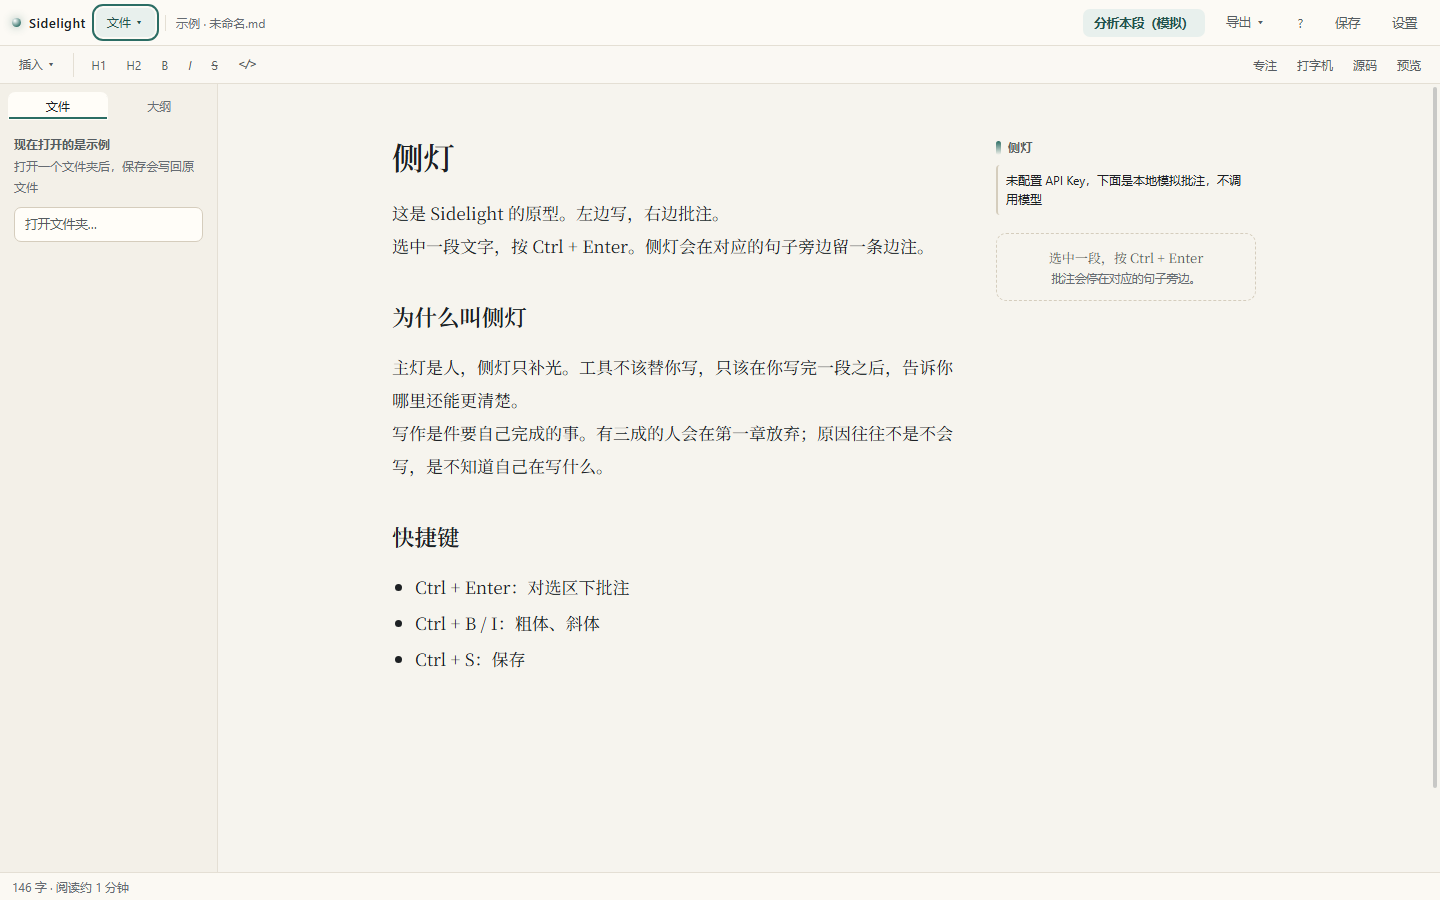 Sidelight 文件 示例 · 未命名.md 分析本段（模拟） 导出 ? 保存 设置
插入 H1 H2 B I S </> 专注 打字机 源码 预览
文件 大纲
现在打开的是示例
打开一个文件夹后，保存会写回原
文件
打开文件夹...
侧灯
这是 Sidelight 的原型。左边写，右边批注。
选中一段文字，按 Ctrl + Enter。侧灯会在对应的句子旁边留一条边注。
为什么叫侧灯
主灯是人，侧灯只补光。工具不该替你写，只该在你写完一段之后，告诉你
哪里还能更清楚。
写作是件要自己完成的事。有三成的人会在第一章放弃；原因往往不是不会
写，是不知道自己在写什么。
快捷键
Ctrl + Enter：对选区下批注
Ctrl + B / I：粗体、斜体
Ctrl + S：保存
侧灯
未配置 API Key，下面是本地模拟批注，不调
用模型
选中一段，按 Ctrl + Enter
批注会停在对应的句子旁边。
146 字 · 阅读约 1 分钟